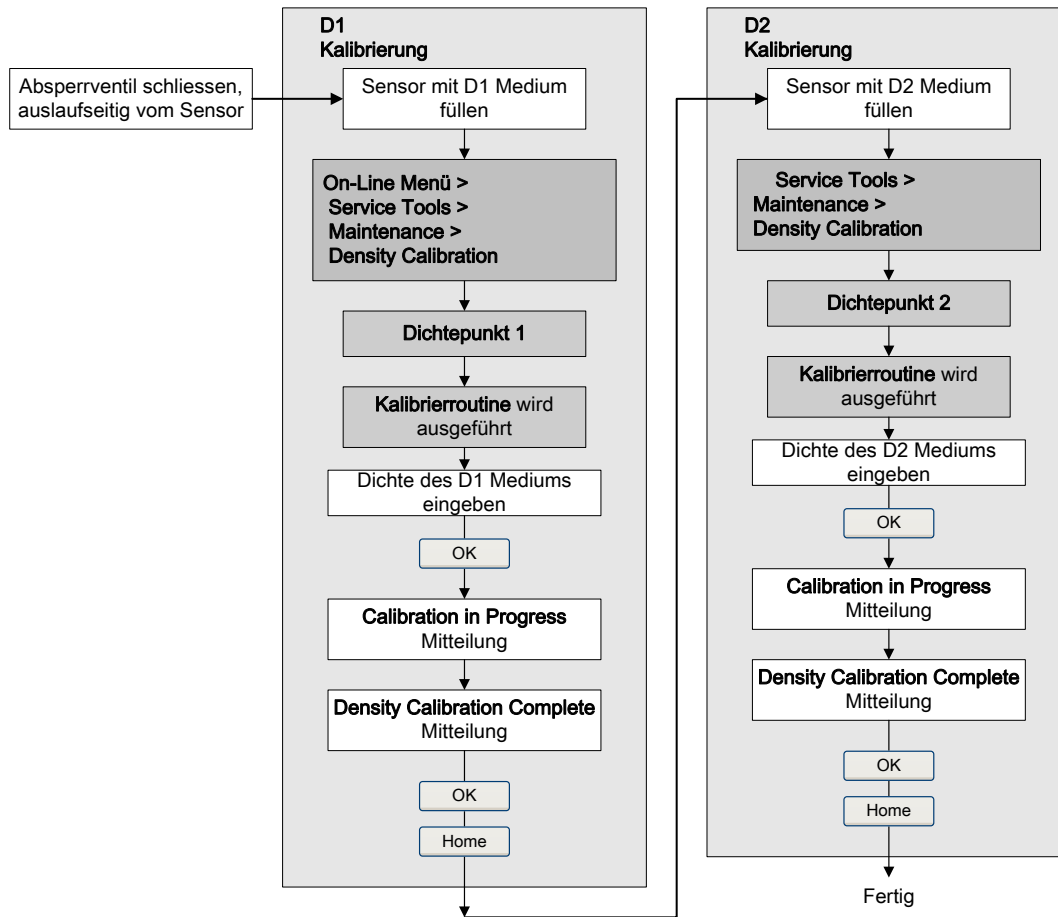 Absperrventil schliessen,
auslaufseitig vom Sensor
D1
Kalibrierung
Sensor mit D1 Medium
füllen
On-Line Menü >
Service Tools >
Maintenance >
Density Calibration
Dichtepunkt 1
Kalibrierroutine wird
ausgeführt
Dichte des D1 Mediums
eingeben
OK
Calibration in Progress
Mitteilung
Density Calibration Complete
Mitteilung
OK
Home
D2
Kalibrierung
Sensor mit D2 Medium
füllen
Service Tools >
Maintenance >
Density Calibration
Dichtepunkt 2
Kalibrierroutine wird
ausgeführt
Dichte des D2 Mediums
eingeben
OK
Calibration in Progress
Mitteilung
Density Calibration Complete
Mitteilung
OK
Home
Fertig